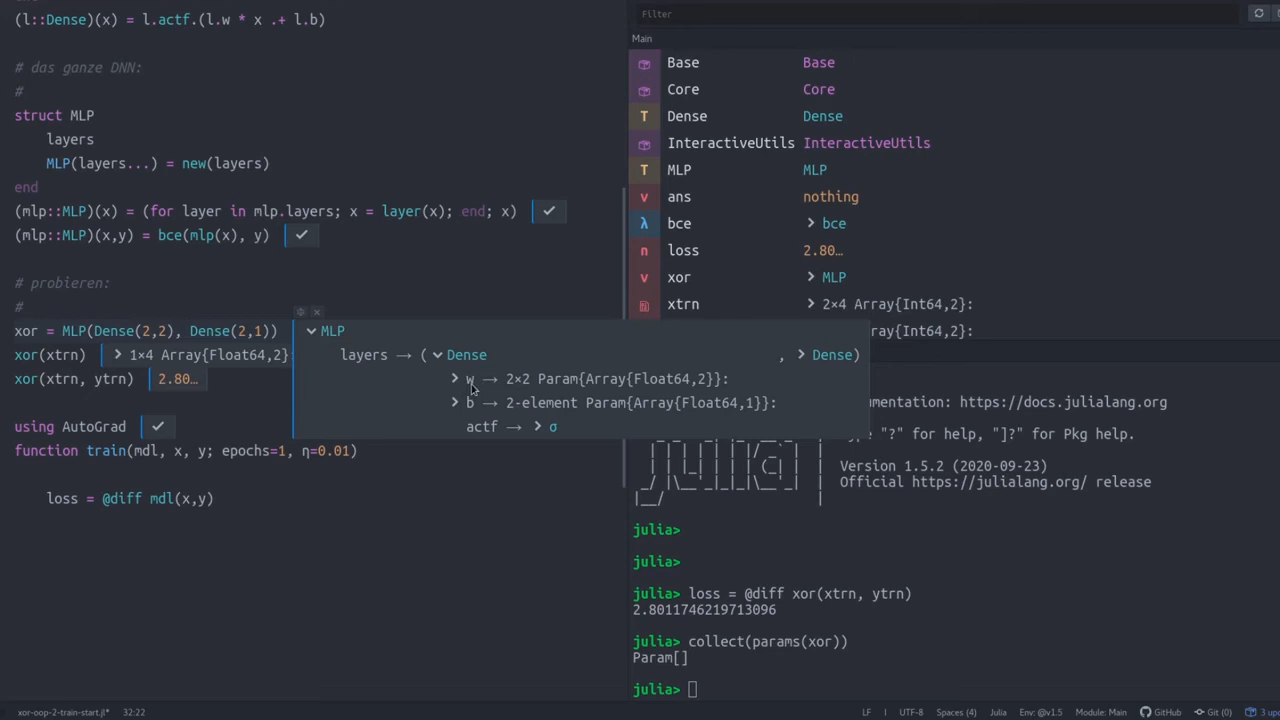 (l::Dense)(x) = l.actf.(l.w * x .+ l.b)
# das ganze DNN:
#
struct MLP
layers
MLP(layers...) = new(layers)
end
(mlp::MLP)(x) = (for layer in mlp.layers; x = layer(x); end; x)
(mlp::MLP)(x,y) = bce(mlp(x), y)
# probieren:
#
xor = MLP(Dense(2,2), Dense(2,1))
xor(xtrn) 1×4 Array{Float64,2}
xor(xtrn, ytrn) 2.80…
using AutoGrad
function train(mdl, x, y; epochs=1, η=0.01)
loss = @diff mdl(x,y)
MLP
layers → ( Dense , Dense)
w → 2×2 Param{Array{Float64,2}}:
b → 2-element Param{Array{Float64,1}}:
actf → σ
Filter
Main
Base Base
Core Core
T Dense Dense
InteractiveUtils InteractiveUtils
T MLP MLP
v ans nothing
λ bce bce
n loss 2.80…
v xor MLP
xtrn 2×4 Array{Int64,2}:
Array{Int64,2}:
umentation: https://docs.julialang.org
ype "?" for help, "]?" for Pkg help.
Version 1.5.2 (2020-09-23)
Official https://julialang.org/ release
julia>
julia>
julia> loss = @diff xor(xtrn, ytrn)
2.8011746219713096
julia> collect(params(xor))
Param[]
julia>
xor-oop-2-train-start.jl* 32:22 LF UTF-8 Spaces (4) Julia Env: @v1.5 Module: Main GitHub Git (0) 3 up